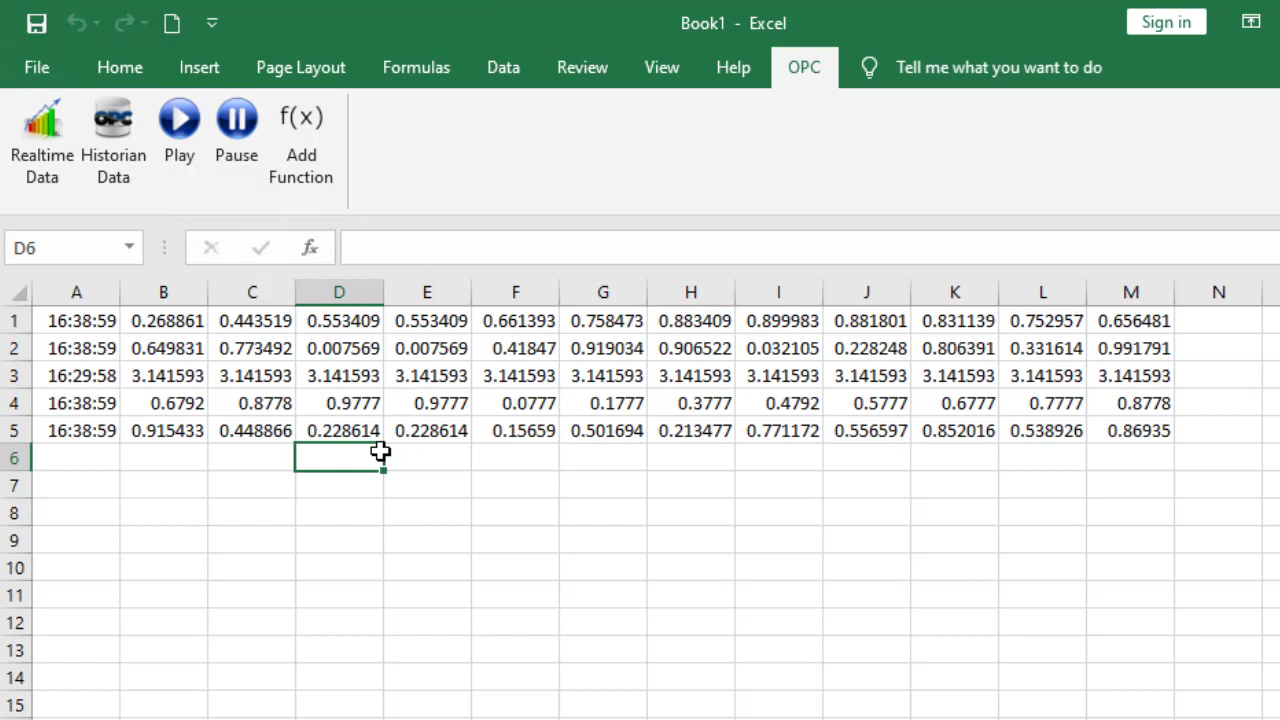 Book1 - Excel
Sign in
File Home Insert Page Layout Formulas Data Review View Help OPC Tell me what you want to do
OPC f(x)
Realtime Historian Play Pause Add
Data Data Function
D6 fx
A B C D E F G H I J K L M N
1 16:38:59 0.268861 0.443519 0.553409 0.553409 0.661393 0.758473 0.883409 0.899983 0.881801 0.831139 0.752957 0.656481
2 16:38:59 0.649831 0.773492 0.007569 0.007569 0.41847 0.919034 0.906522 0.032105 0.228248 0.806391 0.331614 0.991791
3 16:29:58 3.141593 3.141593 3.141593 3.141593 3.141593 3.141593 3.141593 3.141593 3.141593 3.141593 3.141593 3.141593
4 16:38:59 0.6792 0.8778 0.9777 0.9777 0.0777 0.1777 0.3777 0.4792 0.5777 0.6777 0.7777 0.8778
5 16:38:59 0.915433 0.448866 0.228614 0.228614 0.15659 0.501694 0.213477 0.771172 0.556597 0.852016 0.538926 0.86935
6
7
8
9
10
11
12
13
14
15